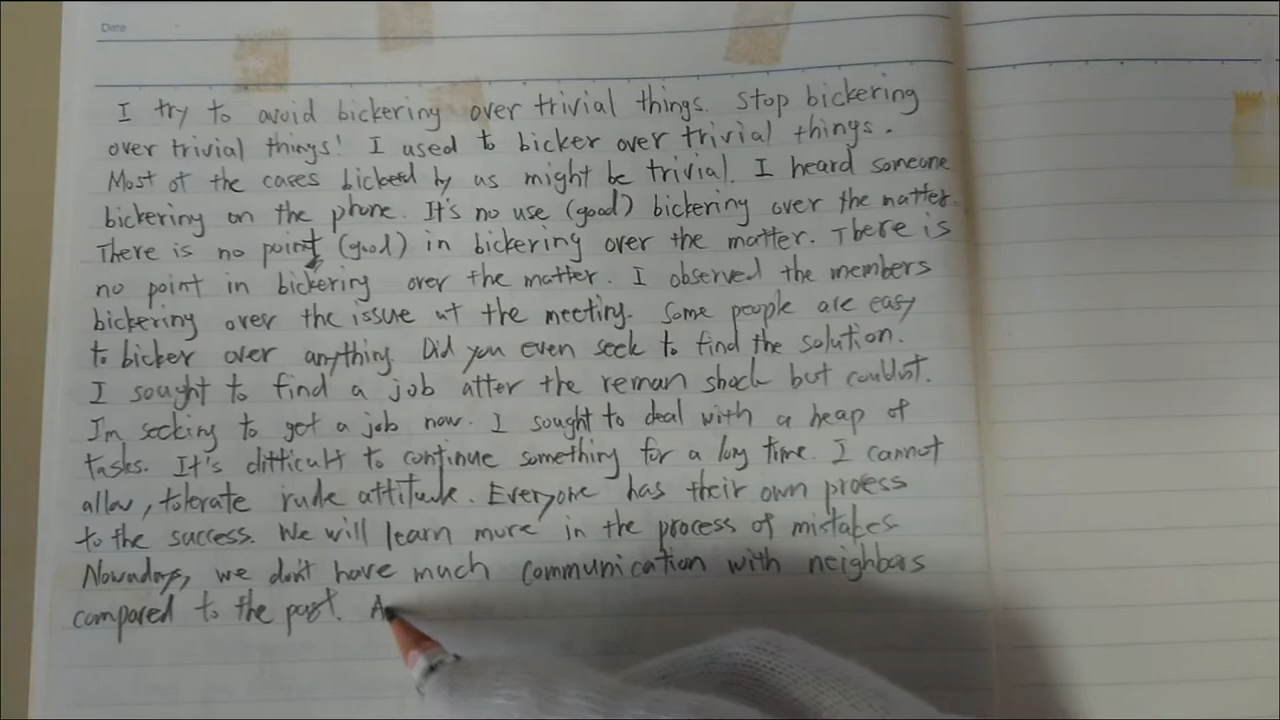 Date
I try to avoid bickering over trivial things. Stop bickering
over trivial things! I used to bicker over trivial things.
Most of the cases bickered by us might be trivial. I heard someone
bickering on the phone. It's no use (good) bickering over the matter.
There is no point (good) in bickering over the matter. There is
no point in bickering over the matter. I observed the members
bickering over the issue at the meeting. Some people are easy
to bicker over anything. Did you even seek to find the solution.
I sought to find a job after the reman shock but couldn't.
I'm seeking to get a job now. I sought to deal with a heap of
tasks. It's difficult to continue something for a long time. I cannot
allow, tolerate rude attitude. Everyone has their own process
to the success. We will learn more in the process of mistakes
Nowadays, we don't have much communication with neighbors
compared to the past. A